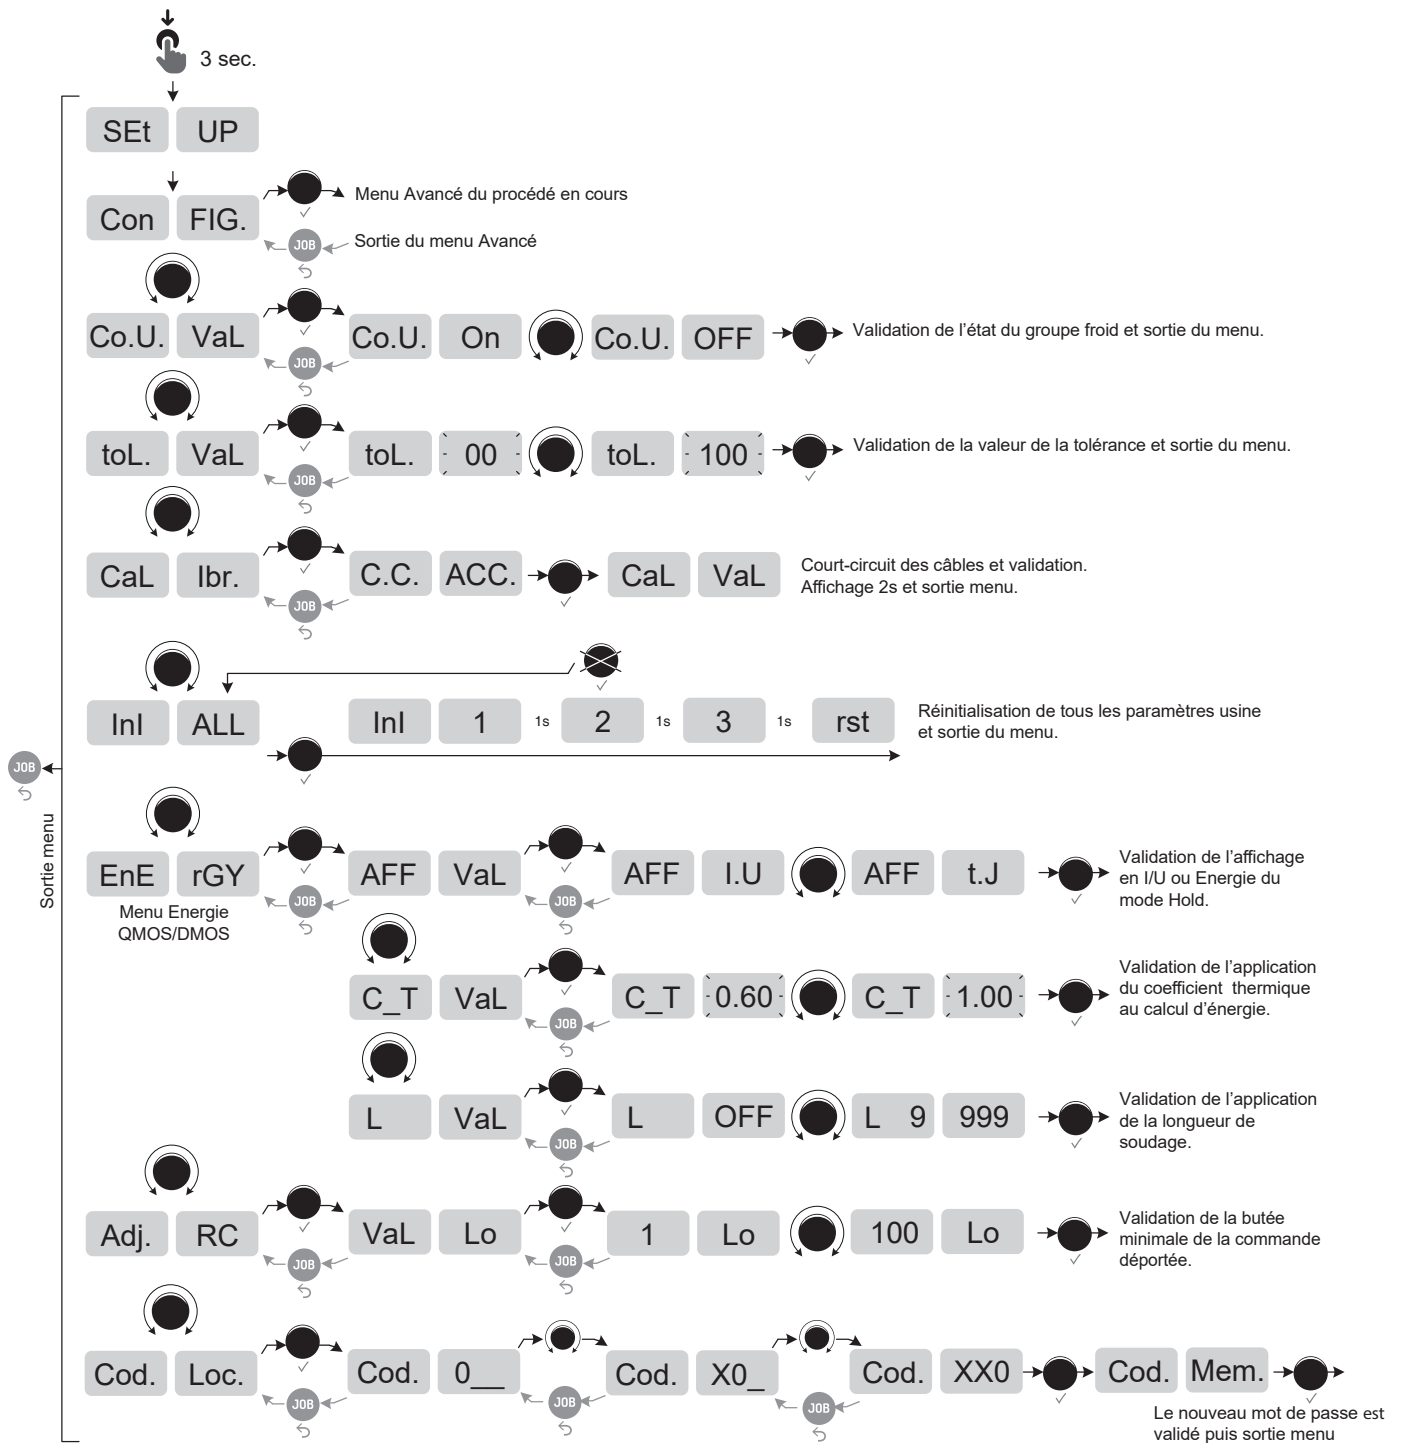 3 sec.
SEt UP
Con FIG.
Menu Avancé du procédé en cours
JOB
Sortie du menu Avancé
Co.U. VaL
JOB
Co.U. On
Co.U. OFF
Validation de l'état du groupe froid et sortie du menu.
toL. VaL
JOB
toL. 00
toL. 100
Validation de la valeur de la tolérance et sortie du menu.
CaL Ibr.
JOB
C.C. ACC.
CaL VaL
Court-circuit des câbles et validation.
Affichage 2s et sortie menu.
InI ALL
InI 1 1s 2 1s 3 1s rst
Réinitialisation de tous les paramètres usine
et sortie du menu.
JOB
Sortie menu
EnE rGY
Menu Energie
QMOS/DMOS
JOB
AFF VaL
JOB
AFF I.U
AFF t.J
Validation de l'affichage
en I/U ou Energie du
mode Hold.
C_T VaL
JOB
C_T 0.60
C_T 1.00
Validation de l'application
du coefficient thermique
au calcul d'énergie.
L VaL
JOB
L OFF
L 9 999
Validation de l'application
de la longueur de
soudage.
Adj. RC
JOB
VaL Lo
JOB
1 Lo
100 Lo
Validation de la butée
minimale de la commande
déportée.
Cod. Loc.
JOB
Cod. 0__
JOB
Cod. X0_
JOB
Cod. XX0
Cod. Mem.
Le nouveau mot de passe est
validé puis sortie menu